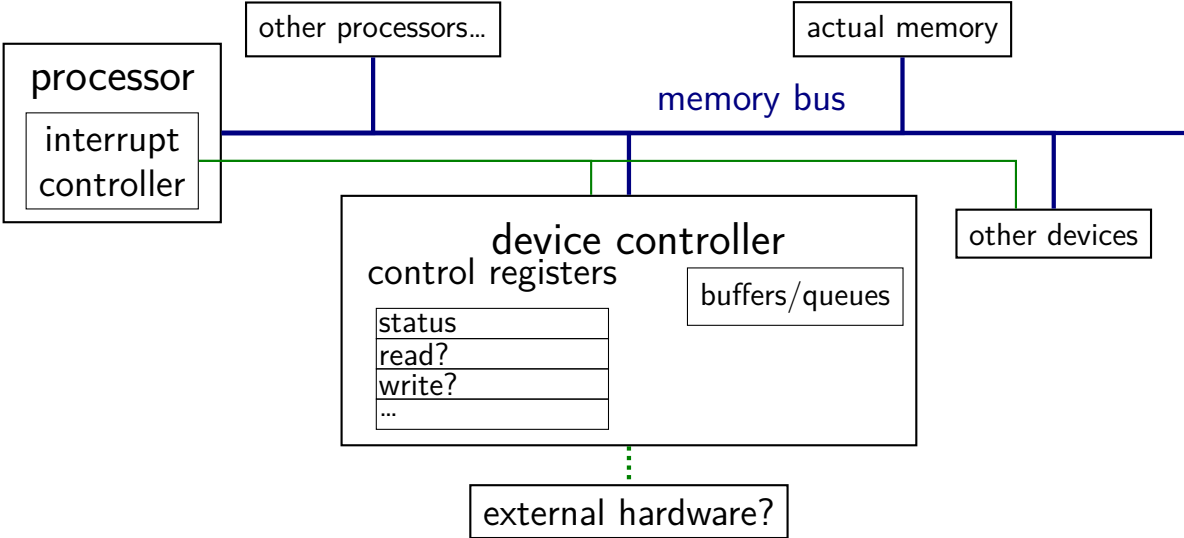 other processors…
actual memory
processor
memory bus
interrupt
controller
other devices
device controller
control registers
buffers/queues
status
read?
write?
…
external hardware?